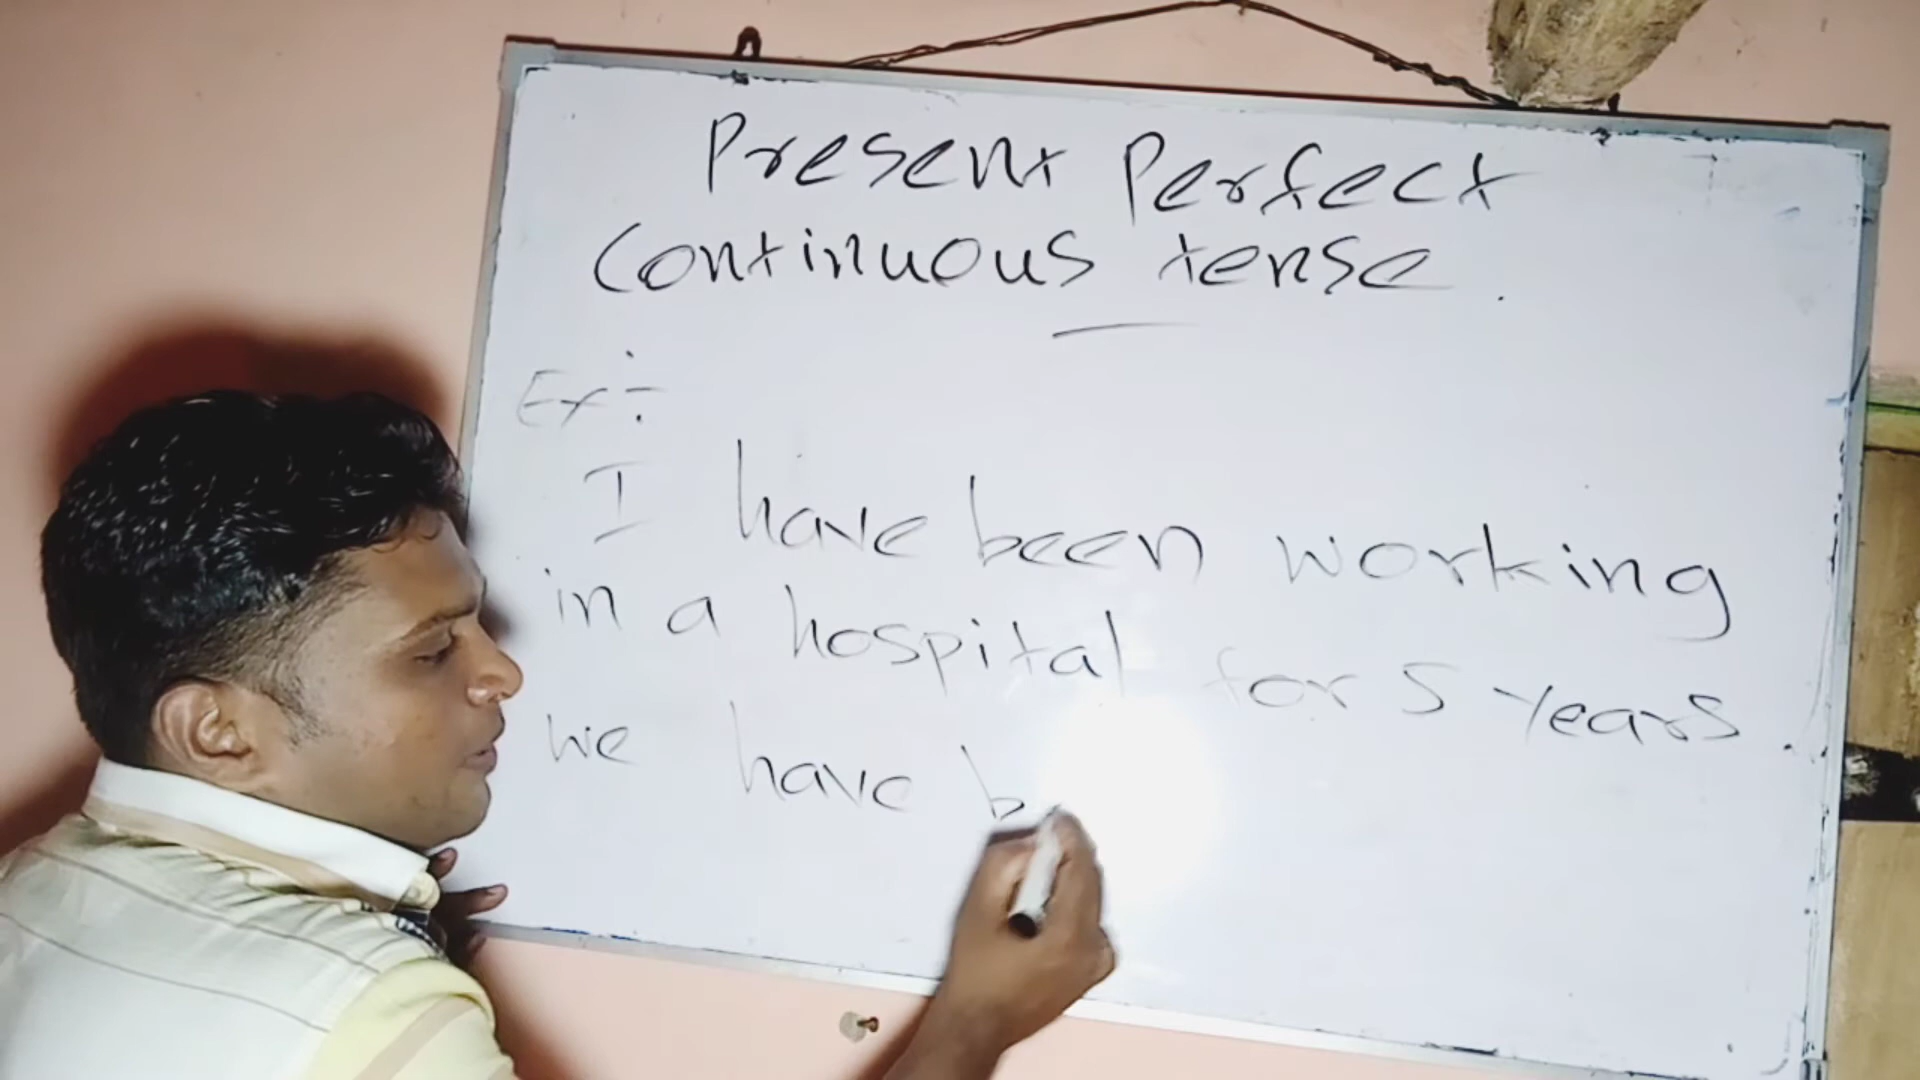 Present Perfect
Continuous tense.
Ex:-
I have been working
in a hospital for 5 years.
we have b